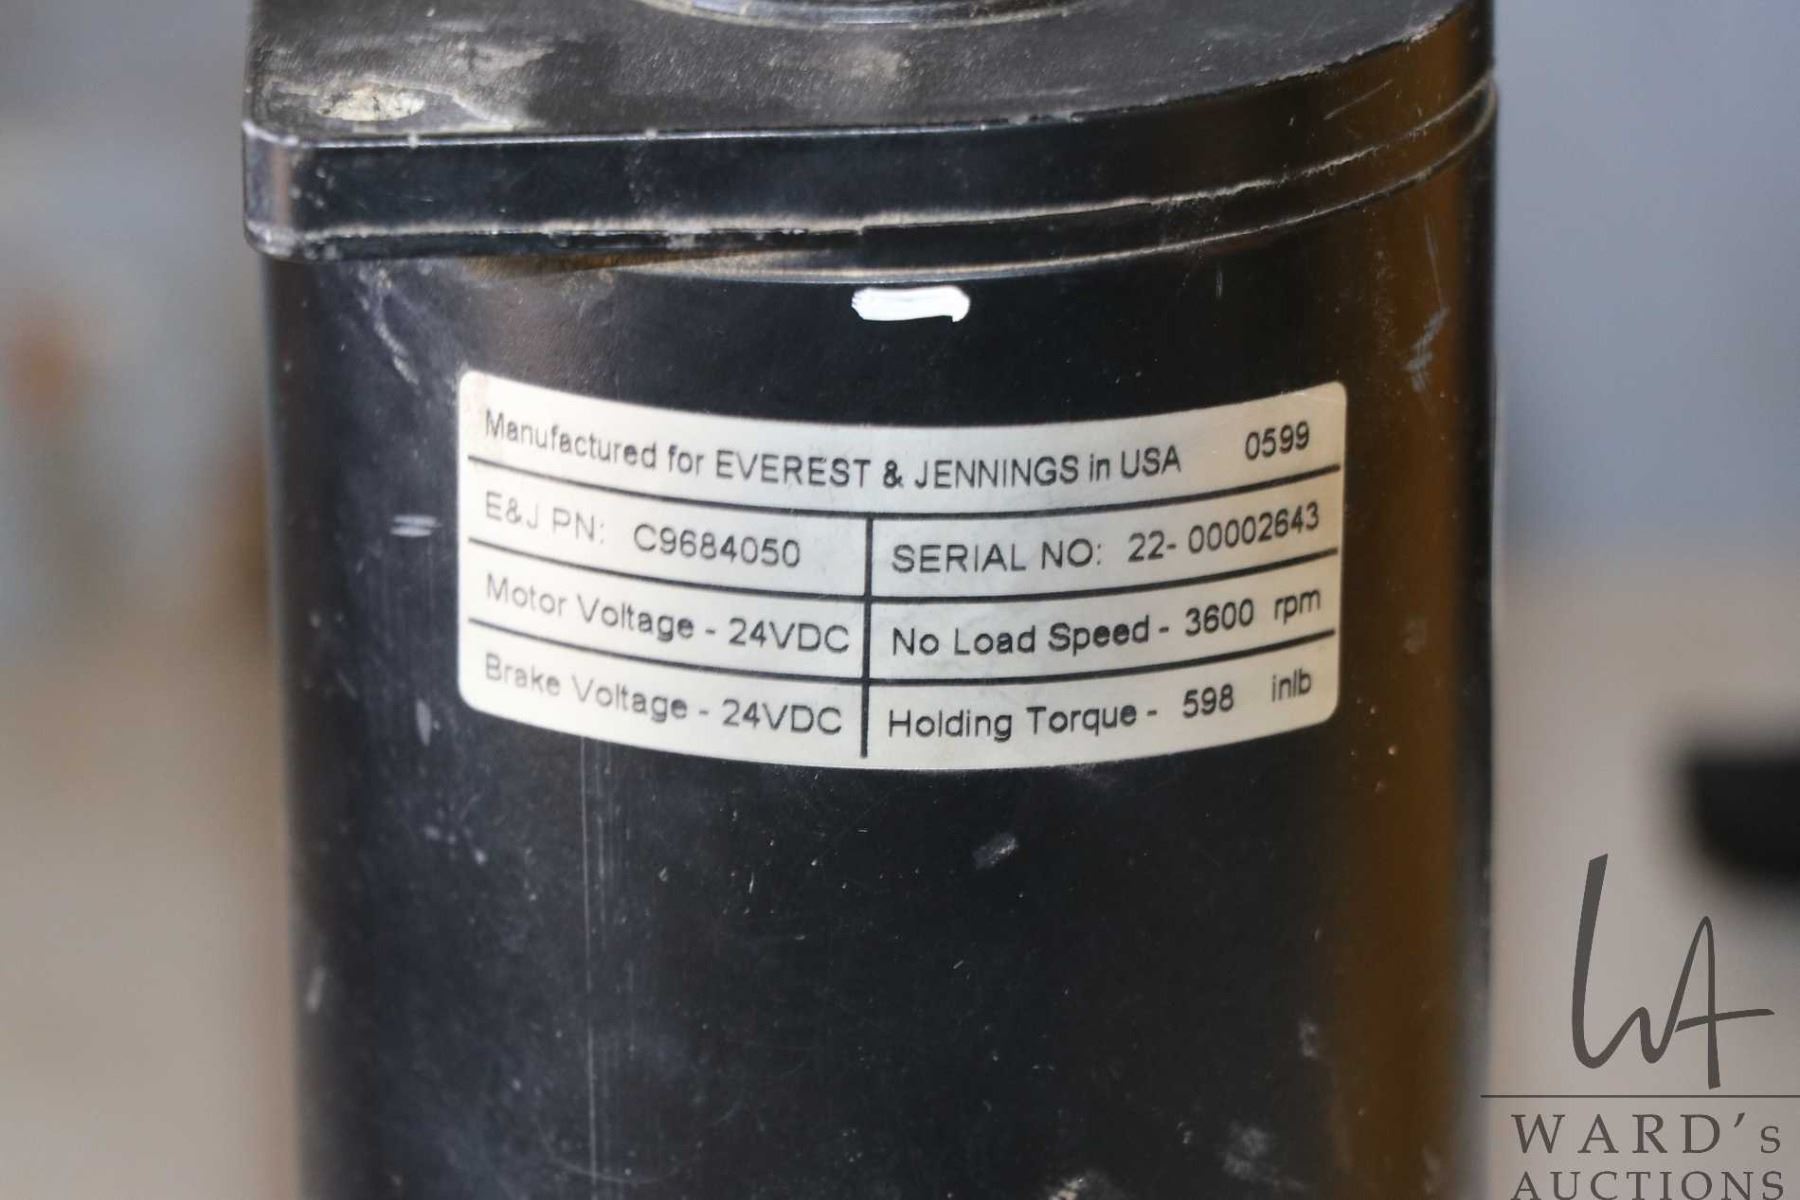 Manufactured for EVEREST & JENNINGS in USA 0599
E&J PN: C9684050 SERIAL NO: 22-00002643
Motor Voltage - 24VDC No Load Speed - 3600 rpm
Brake Voltage - 24VDC Holding Torque - 598 inlb
WA
WARD's
AUCTIONS